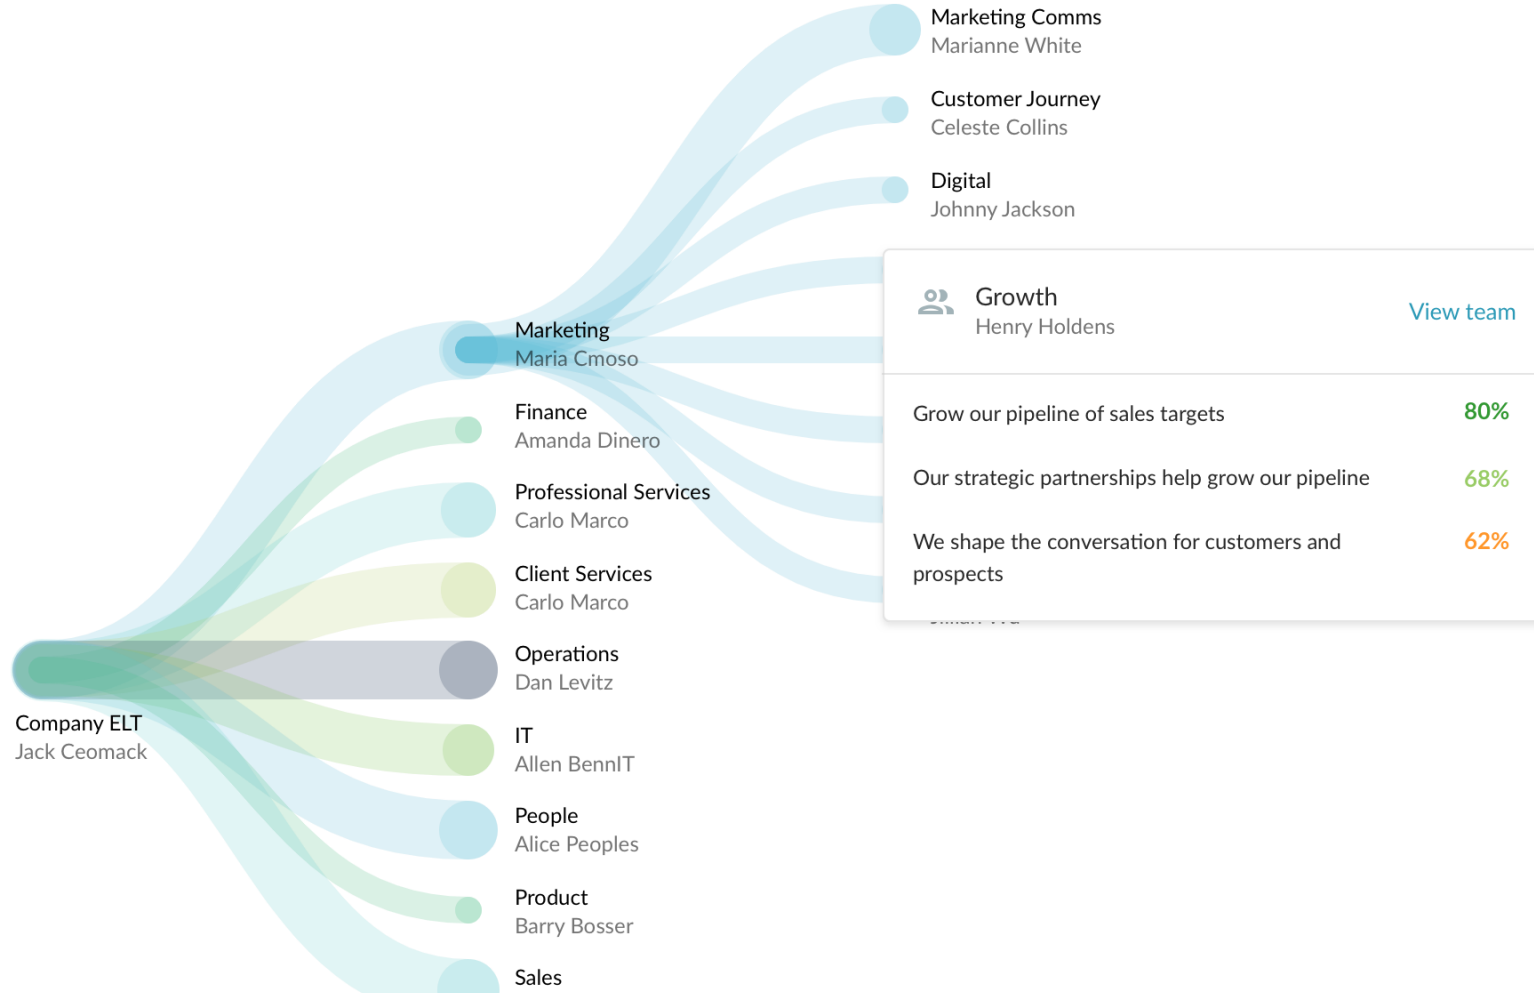 Marketing Comms
Marianne White
Customer Journey
Celeste Collins
Digital
Johnny Jackson
Growth
Henry Holdens
View team
Grow our pipeline of sales targets 80%
Our strategic partnerships help grow our pipeline 68%
We shape the conversation for customers and 62%
prospects
Marketing
Maria Cmoso
Finance
Amanda Dinero
Professional Services
Carlo Marco
Client Services
Carlo Marco
Operations
Dan Levitz
IT
Allen BennIT
People
Alice Peoples
Product
Barry Bosser
Sales
Company ELT
Jack Ceomack